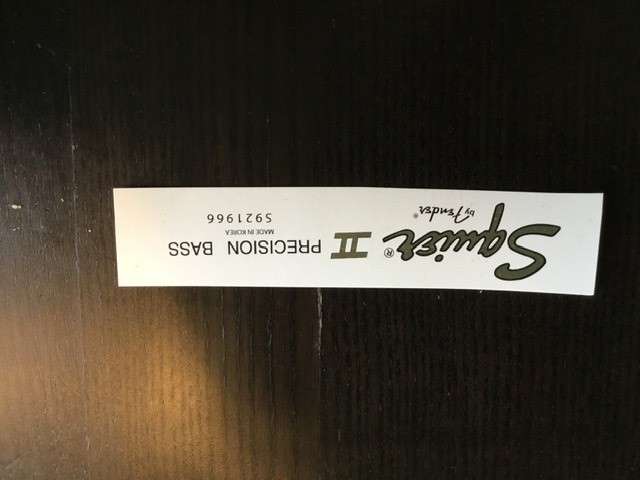 Squier® II PRECISION BASS
by Fender®
MADE IN KOREA
S921966